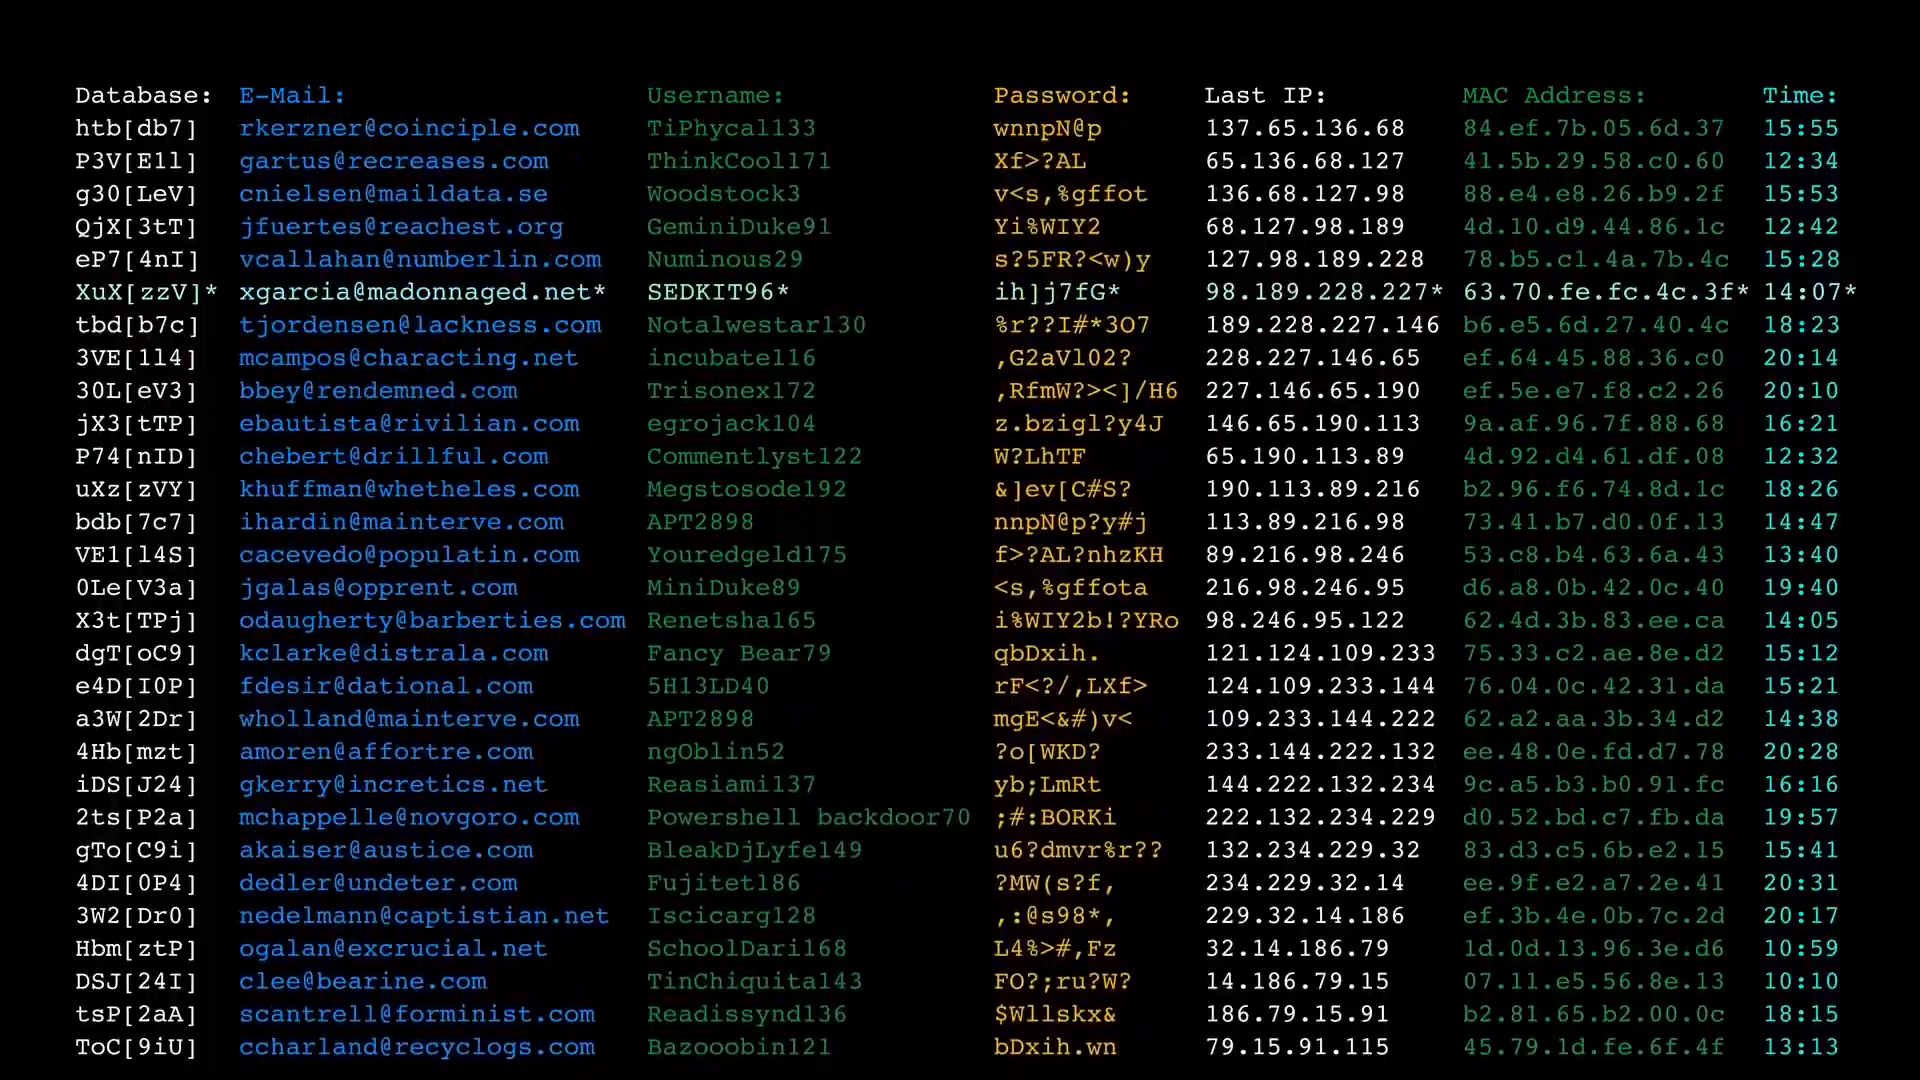 Database: E-Mail: Username: Password: Last IP: MAC Address: Time:
htb[db7] rkerzner@coinciple.com TiPhycal133 wnnpN@p 137.65.136.68 84.ef.7b.05.6d.37 15:55
P3V[E1l] gartus@recreases.com ThinkCool171 Xf>?AL 65.136.68.127 41.5b.29.58.c0.60 12:34
g30[LeV] cnielsen@maildata.se Woodstock3 v<s,%gffot 136.68.127.98 88.e4.e8.26.b9.2f 15:53
QjX[3tT] jfuertes@reachest.org GeminiDuke91 Yi%WIY2 68.127.98.189 4d.10.d9.44.86.1c 12:42
eP7[4nI] vcallahan@numberlin.com Numinous29 s?5FR?<w)y 127.98.189.228 78.b5.c1.4a.7b.4c 15:28
XuX[zzV]* xgarcia@madonnaged.net* SEDKIT96* ih]j7fG* 98.189.228.227* 63.70.fe.fc.4c.3f* 14:07*
tbd[b7c] tjordensen@lackness.com Notalwestar130 %r??I#*3O7 189.228.227.146 b6.e5.6d.27.40.4c 18:23
3VE[1l4] mcampos@characting.net incubate116 ,G2aVl02? 228.227.146.65 ef.64.45.88.36.c0 20:14
30L[eV3] bbey@rendemned.com Trisonex172 ,RfmW?><]/H6 227.146.65.190 ef.5e.e7.f8.c2.26 20:10
jX3[tTP] ebautista@rivilian.com egrojack104 z.bzigl?y4J 146.65.190.113 9a.af.96.7f.88.68 16:21
P74[nID] chebert@drillful.com Commentlyst122 W?LhTF 65.190.113.89 4d.92.d4.61.df.08 12:32
uXz[zVY] khuffman@whetheles.com Megstosode192 &]ev[C#S? 190.113.89.216 b2.96.f6.74.8d.1c 18:26
bdb[7c7] ihardin@mainterve.com APT2898 nnpN@p?y#j 113.89.216.98 73.41.b7.d0.0f.13 14:47
VE1[l4S] cacevedo@populatin.com Youredgeld175 f>?AL?nhzKH 89.216.98.246 53.c8.b4.63.6a.43 13:40
0Le[V3a] jgalas@opprent.com MiniDuke89 <s,%gffota 216.98.246.95 d6.a8.0b.42.0c.40 19:40
X3t[TPj] odaugherty@barberties.com Renetsha165 i%WIY2b!?YRo 98.246.95.122 62.4d.3b.83.ee.ca 14:05
dgT[oC9] kclarke@distrala.com Fancy Bear79 qbDxih. 121.124.109.233 75.33.c2.ae.8e.d2 15:12
e4D[I0P] fdesir@dational.com 5H13LD40 rF<?/,LXf> 124.109.233.144 76.04.0c.42.31.da 15:21
a3W[2Dr] wholland@mainterve.com APT2898 mgE<&#)v< 109.233.144.222 62.a2.aa.3b.34.d2 14:38
4Hb[mzt] amoren@affortre.com ngOblin52 ?o[WKD? 233.144.222.132 ee.48.0e.fd.d7.78 20:28
iDS[J24] gkerry@incretics.net Reasiami137 yb;LmRt 144.222.132.234 9c.a5.b3.b0.91.fc 16:16
2ts[P2a] mchappelle@novgoro.com Powershell backdoor70 ;#:BORKi 222.132.234.229 d0.52.bd.c7.fb.da 19:57
gTo[C9i] akaiser@austice.com BleakDjLyfe149 u6?dmvr%r?? 132.234.229.32 83.d3.c5.6b.e2.15 15:41
4DI[0P4] dedler@undeter.com Fujitet186 ?MW(s?f, 234.229.32.14 ee.9f.e2.a7.2e.41 20:31
3W2[Dr0] nedelmann@captistian.net Iscicarg128 ,:@s98*, 229.32.14.186 ef.3b.4e.0b.7c.2d 20:17
Hbm[ztP] ogalan@excrucial.net SchoolDari168 L4%>#,Fz 32.14.186.79 1d.0d.13.96.3e.d6 10:59
DSJ[24I] clee@bearine.com TinChiquita143 FO?;ru?W? 14.186.79.15 07.11.e5.56.8e.13 10:10
tsP[2aA] scantrell@forminist.com Readissynd136 $Wllskx& 186.79.15.91 b2.81.65.b2.00.0c 18:15
ToC[9iU] ccharland@recyclogs.com Bazooobin121 bDxih.wn 79.15.91.115 45.79.1d.fe.6f.4f 13:13